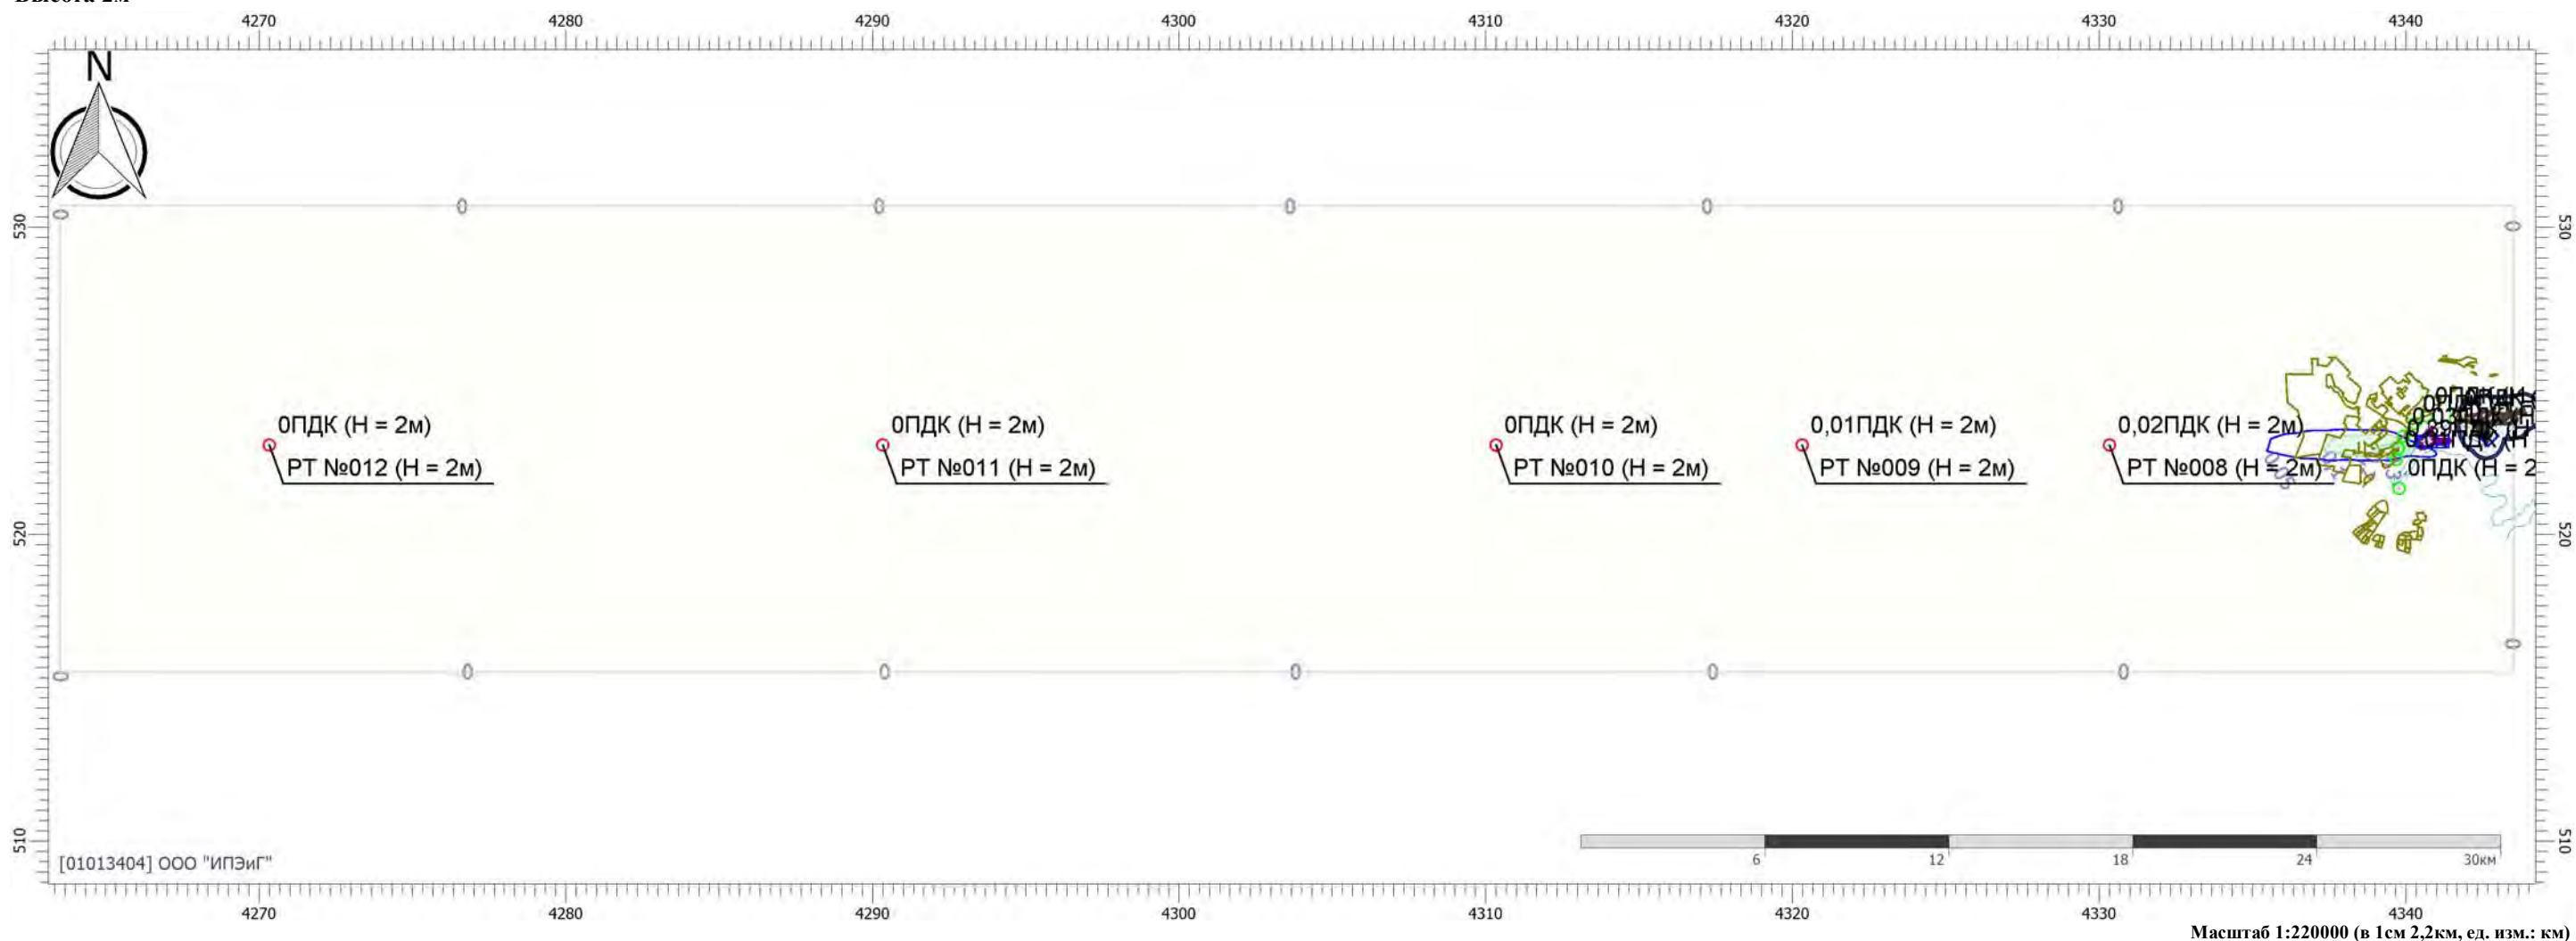 Высота 2м
4270 4280 4290 4300 4310 4320 4330 4340
N
530 530
0 0 0 0 0 0 0
0ПДК (Н = 2м) 0ПДК (Н = 2м) 0ПДК (Н = 2м) 0,01ПДК (Н = 2м) 0,02ПДК (Н = 2м)
РТ №012 (Н = 2м) РТ №011 (Н = 2м) РТ №010 (Н = 2м) РТ №009 (Н = 2м) РТ №008 (Н = 2м) 0ПДК (Н = 2
520 520
0 0 0 0 0 0 0
510 510
6 12 18 24 30км
[01013404] ООО "ИПЭиГ"
4270 4280 4290 4300 4310 4320 4330 4340
Масштаб 1:220000 (в 1см 2,2км, ед. изм.: км)